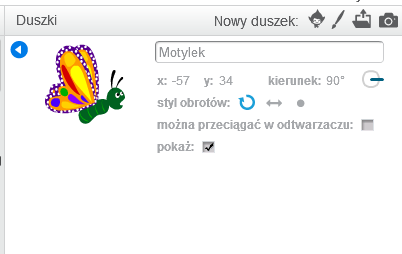 Duszki Nowy duszek:
Motylek
x: -57 y: 34 kierunek: 90°
styl obrotów:
można przeciągać w odtwarzaczu:
pokaż: